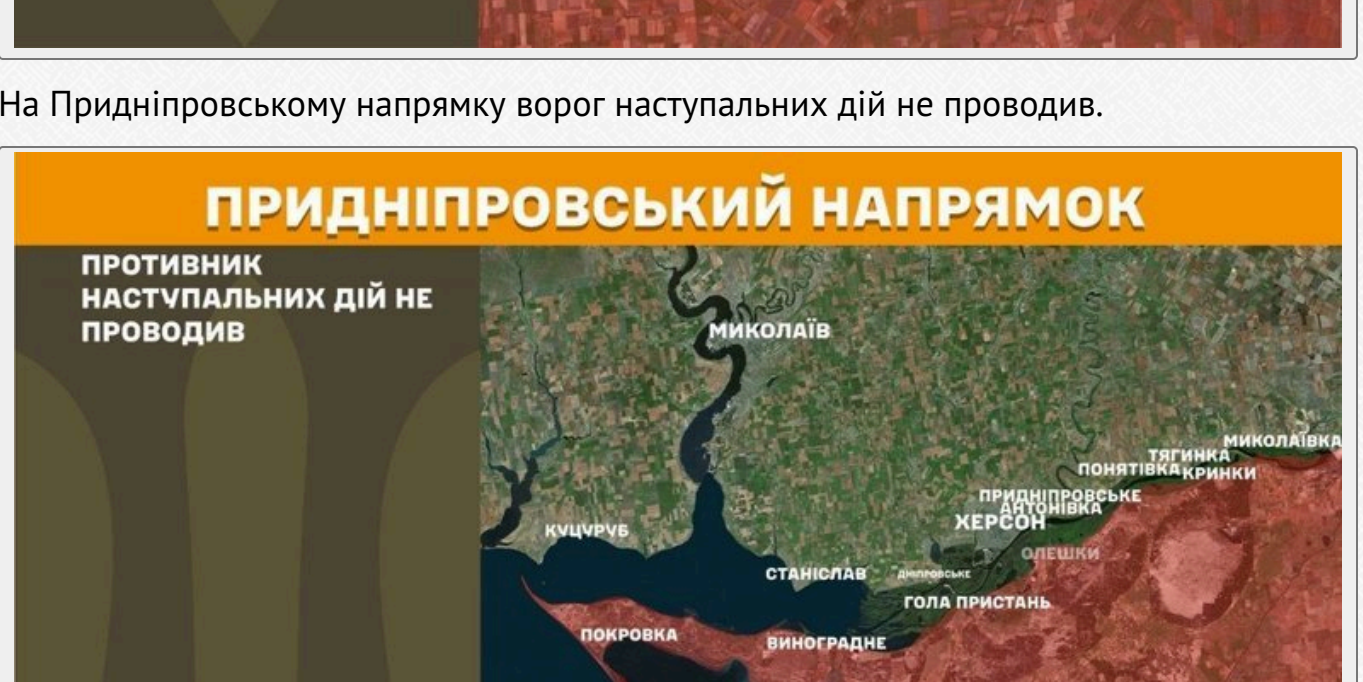 На Придніпровському напрямку ворог наступальних дій не проводив.
ПРИДНІПРОВСЬКИЙ НАПРЯМОК
ПРОТИВНИК
НАСТУПАЛЬНИХ ДІЙ НЕ
ПРОВОДИВ
МИКОЛАЇВ
МИКОЛАЇВКА
ТЯГИНКА
ПОНЯТІВКА
КРИНКИ
ПРИДНІПРОВСЬКЕ
АНТОНІВКА
ХЕРСОН
КУЦУРУБ
ОЛЕШКИ
СТАНІСЛАВ
ДНІПРОВСЬКЕ
ГОЛА ПРИСТАНЬ
ПОКРОВКА
ВИНОГРАДНЕ